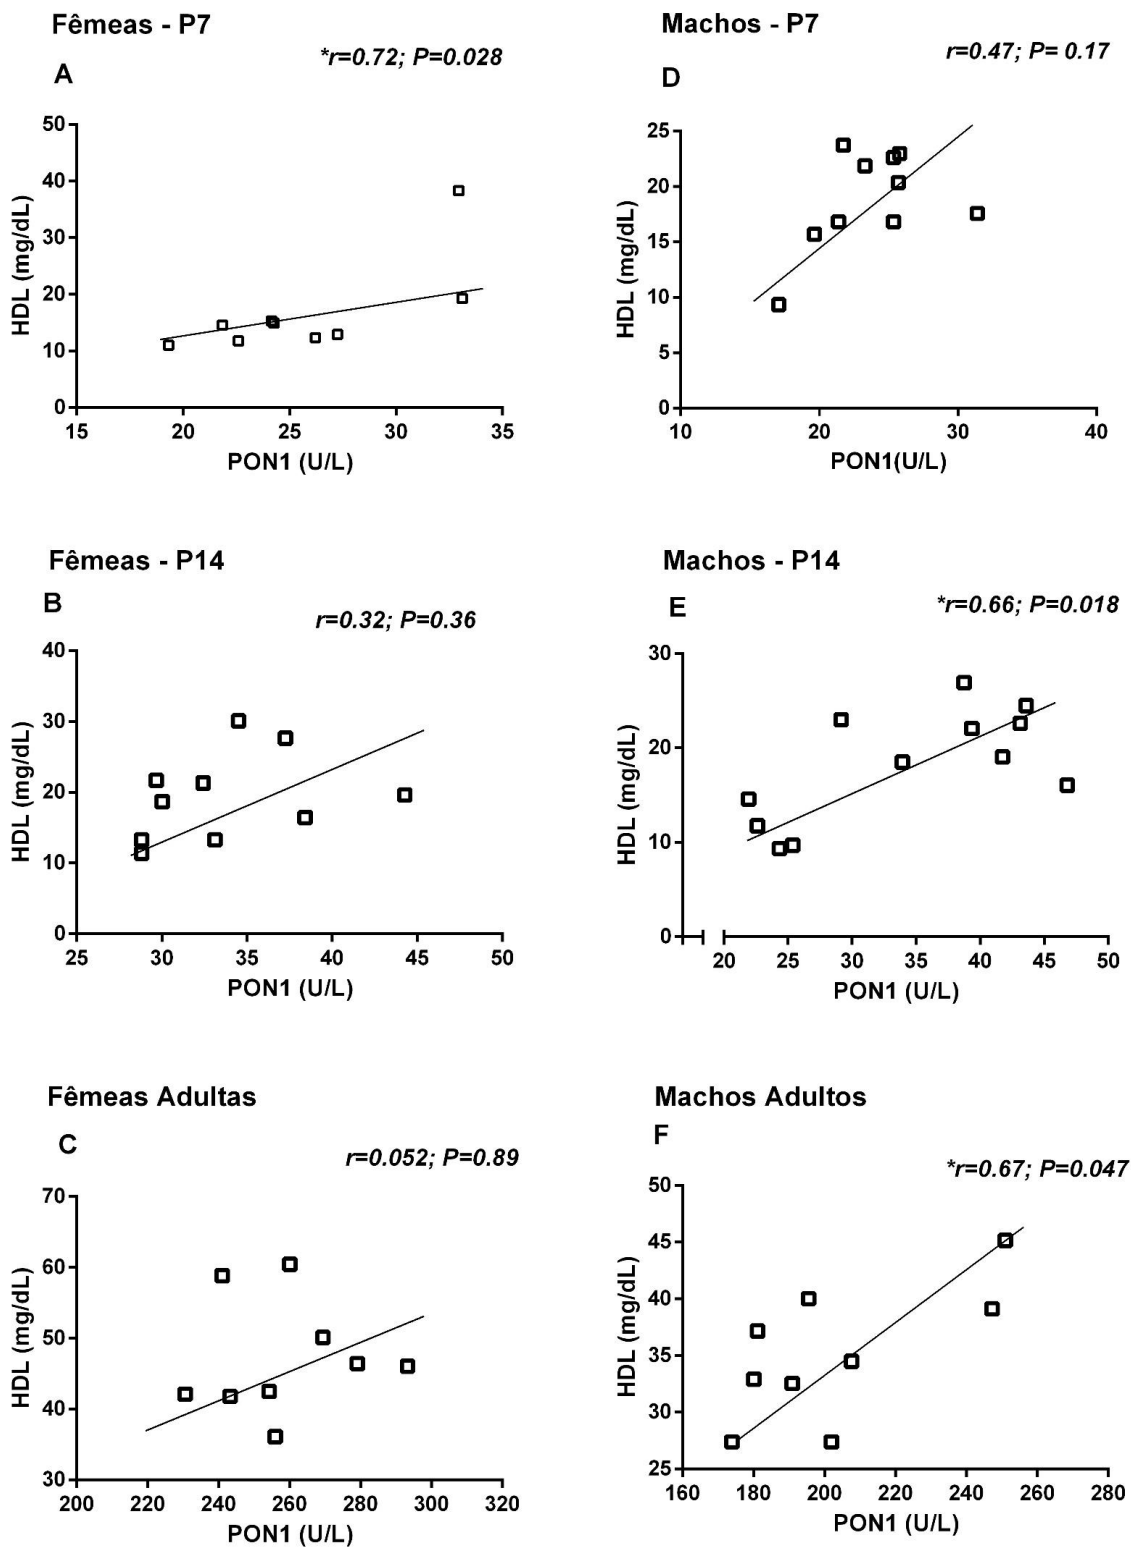 Fêmeas - P7
*r=0.72; P=0.028
A
50
40
30
20
10
0
HDL (mg/dL)
15 20 25 30 35
PON1 (U/L)
Machos - P7
r=0.47; P= 0.17
D
25
20
15
10
5
0
HDL (mg/dL)
10 20 30 40
PON1(U/L)
Fêmeas - P14
B
r=0.32; P=0.36
40
30
20
10
0
HDL (mg/dL)
25 30 35 40 45 50
PON1 (U/L)
Machos - P14
E
*r=0.66; P=0.018
30
20
10
0
HDL (mg/dL)
20 25 30 35 40 45 50
PON1 (U/L)
Fêmeas Adultas
C
r=0.052; P=0.89
70
60
50
40
30
HDL (mg/dL)
200 220 240 260 280 300 320
PON1 (U/L)
Machos Adultos
F
*r=0.67; P=0.047
50
45
40
35
30
25
HDL (mg/dL)
160 180 200 220 240 260 280
PON1 (U/L)